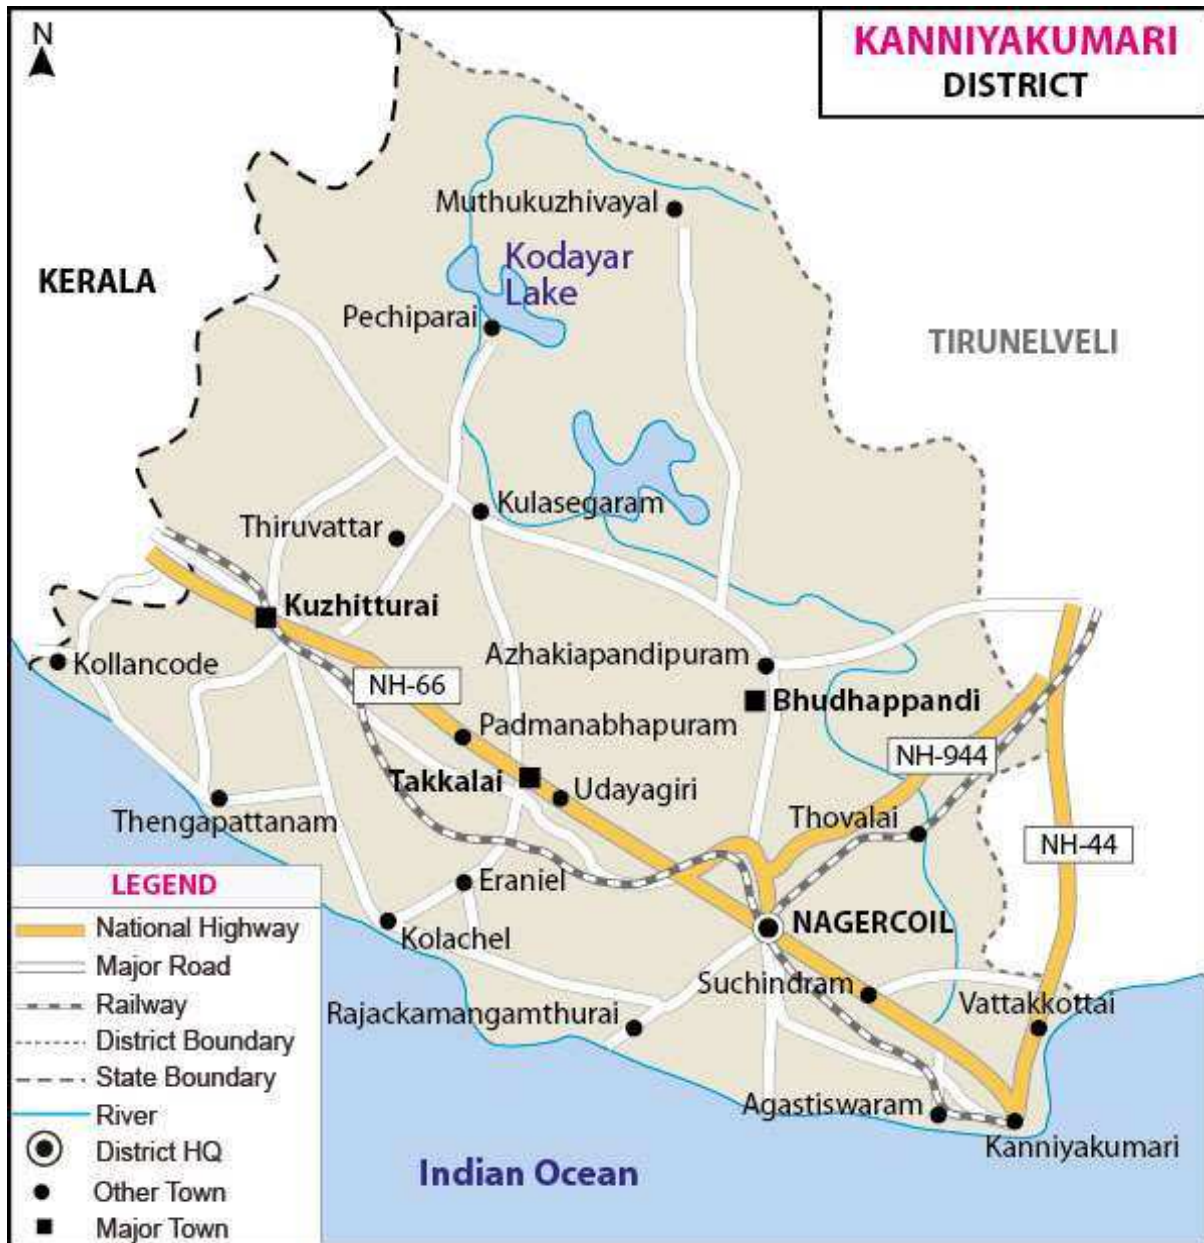 N
KANNIYAKUMARI
DISTRICT
Muthukuzhivayal
Kodayar
Lake
KERALA
Pechiparai
TIRUNELVELI
Kulasegaram
Thiruvattar
Kuzhitturai
Kollancode
Azhakiapandipuram
NH-66
Bhudhappandi
Padmanabhapuram
NH-944
Takkalai
Udayagiri
Thengapattanam
Thovalai
NH-44
Eraniel
Kolachel
NAGERCOIL
Suchindram
Vattakkottai
Rajackamangamthurai
Agastiswaram
Kanniyakumari
Indian Ocean
LEGEND
National Highway
Major Road
Railway
District Boundary
State Boundary
River
District HQ
Other Town
Major Town